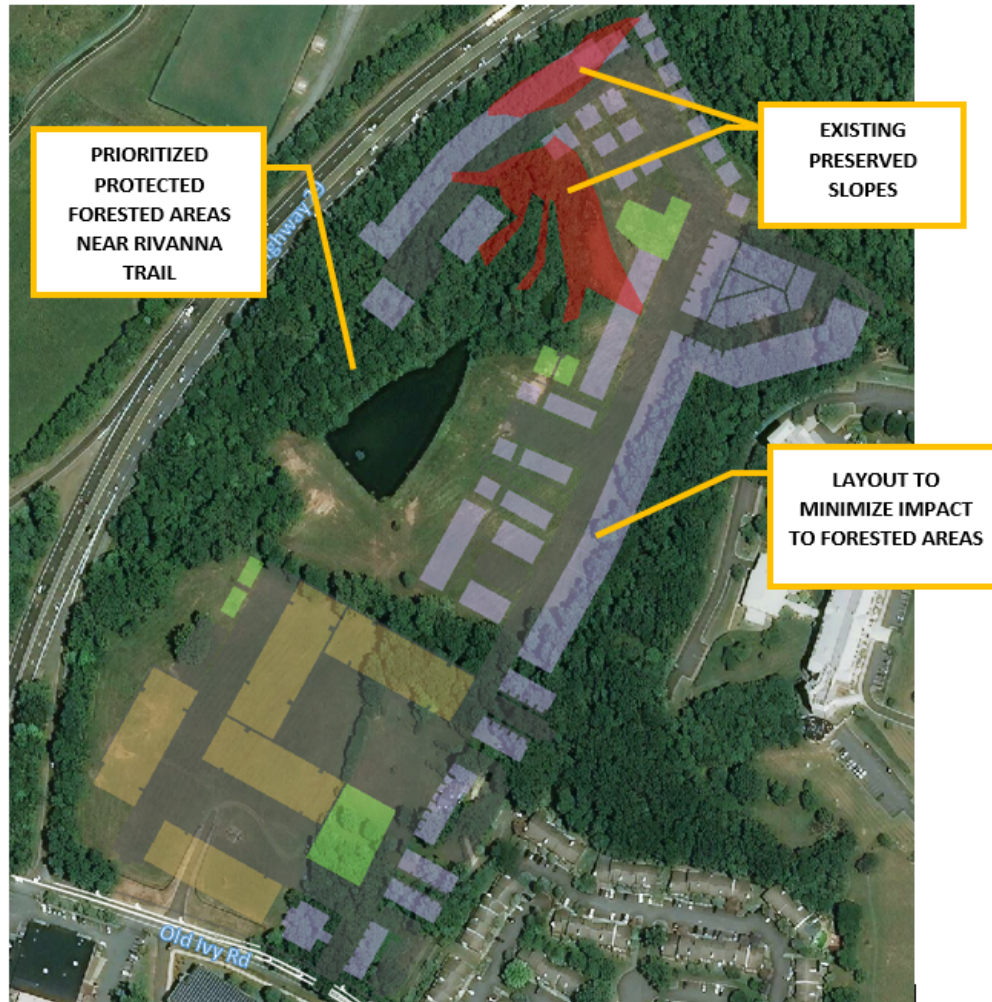 PRIORITIZED
PROTECTED
FORESTED AREAS
NEAR RIVANNA
TRAIL
EXISTING
PRESERVED
SLOPES
LAYOUT TO
MINIMIZE IMPACT
TO FORESTED AREAS
Old Ivy Rd